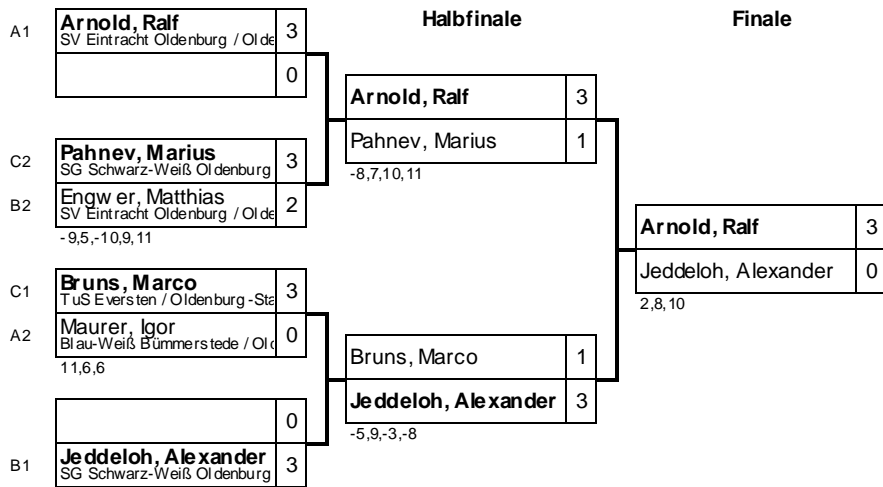 Halbfinale
Finale
A1
Arnold, Ralf 3
SV Eintracht Oldenburg / Olde
0
C2
Pahnev, Marius 3
SG Schwarz-Weiß Oldenburg
B2
Engwer, Matthias 2
SV Eintracht Oldenburg / Olde
-9,5,-10,9,11
C1
Bruns, Marco 3
TuS Eversten / Oldenburg-Sta
A2
Maurer, Igor 0
Blau-Weiß Bümmerstede / Old
11,6,6
0
B1
Jeddeloh, Alexander 3
SG Schwarz-Weiß Oldenburg
Arnold, Ralf 3
Pahnev, Marius 1
-8,7,10,11
Bruns, Marco 1
Jeddeloh, Alexander 3
-5,9,-3,-8
Arnold, Ralf 3
Jeddeloh, Alexander 0
2,8,10